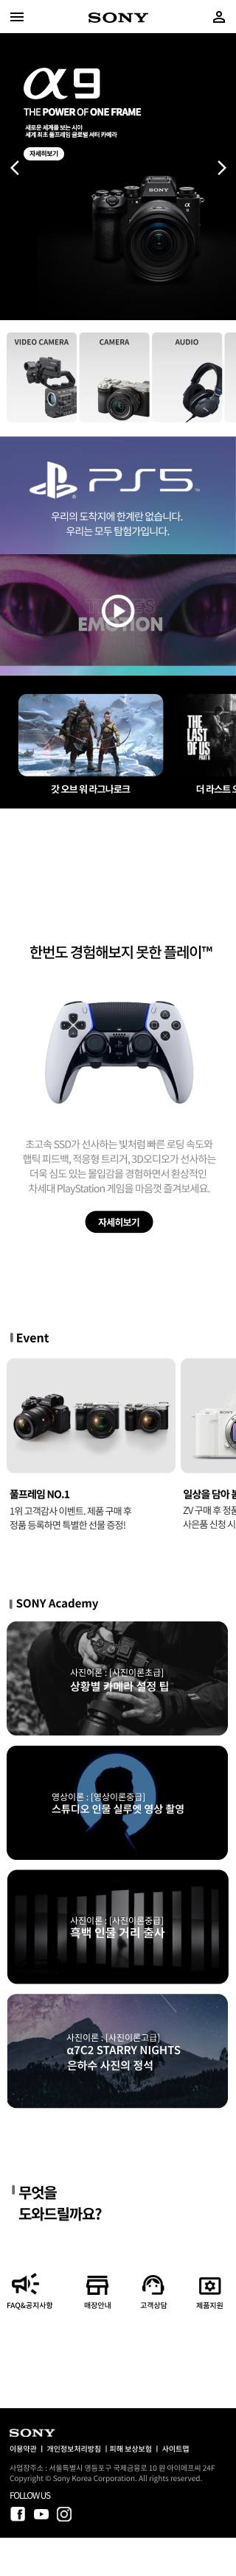 SONY
α9
THE POWER OF ONE FRAME
새로운 세계를 보는 시야
세계 최초 풀프레임 글로벌 셔터 카메라
자세히보기
SONY
VIDEO CAMERA
CAMERA
AUDIO
PS5
우리의 도착지에 한계란 없습니다.
우리는 모두 탐험가입니다.
EMOTION
THE
LAST
OF US
PART II
갓 오브 워 라그나로크
더 라스트
한번도 경험해보지 못한 플레이™
초고속 SSD가 선사하는 빛처럼 빠른 로딩 속도와
햅틱 피드백, 적응형 트리거, 3D오디오가 선사하는
더욱 심도 있는 몰입감을 경험하면서 환상적인
차세대 PlayStation 게임을 마음껏 즐겨보세요.
자세히보기
Event
풀프레임 NO.1
1위 고객감사 이벤트. 제품 구매 후
정품 등록하면 특별한 선물 증정!
일상을 담아
ZV 구매 후 정품
사은품 신청 시
SONY Academy
사진이론 : [사진이론초급]
상황별 카메라 설정 팁
영상이론 : [영상이론중급]
스튜디오 인물 실루엣 영상 촬영
사진이론 : [사진이론중급]
흑백 인물 거리 출사
사진이론 : [사진이론고급]
α7C2 STARRY NIGHTS
은하수 사진의 정석
무엇을
도와드릴까요?
FAQ&공지사항
매장안내
고객상담
제품지원
SONY
이용약관 | 개인정보처리방침 | 피해 보상보험 | 사이트맵
사업장주소 : 서울특별시 영등포구 국제금융로 10 원 아이에프씨 24F
Copyright © Sony Korea Corporation. All rights reserved.
FOLLOW US